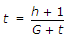 t = h + 1 / G + t